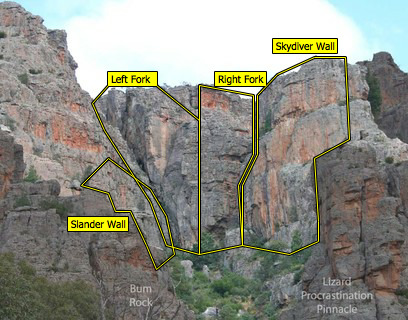 Skydiver Wall
Left Fork
Right Fork
Slander Wall
Bum
Rock
Lizard
Procrastination
Pinnacle